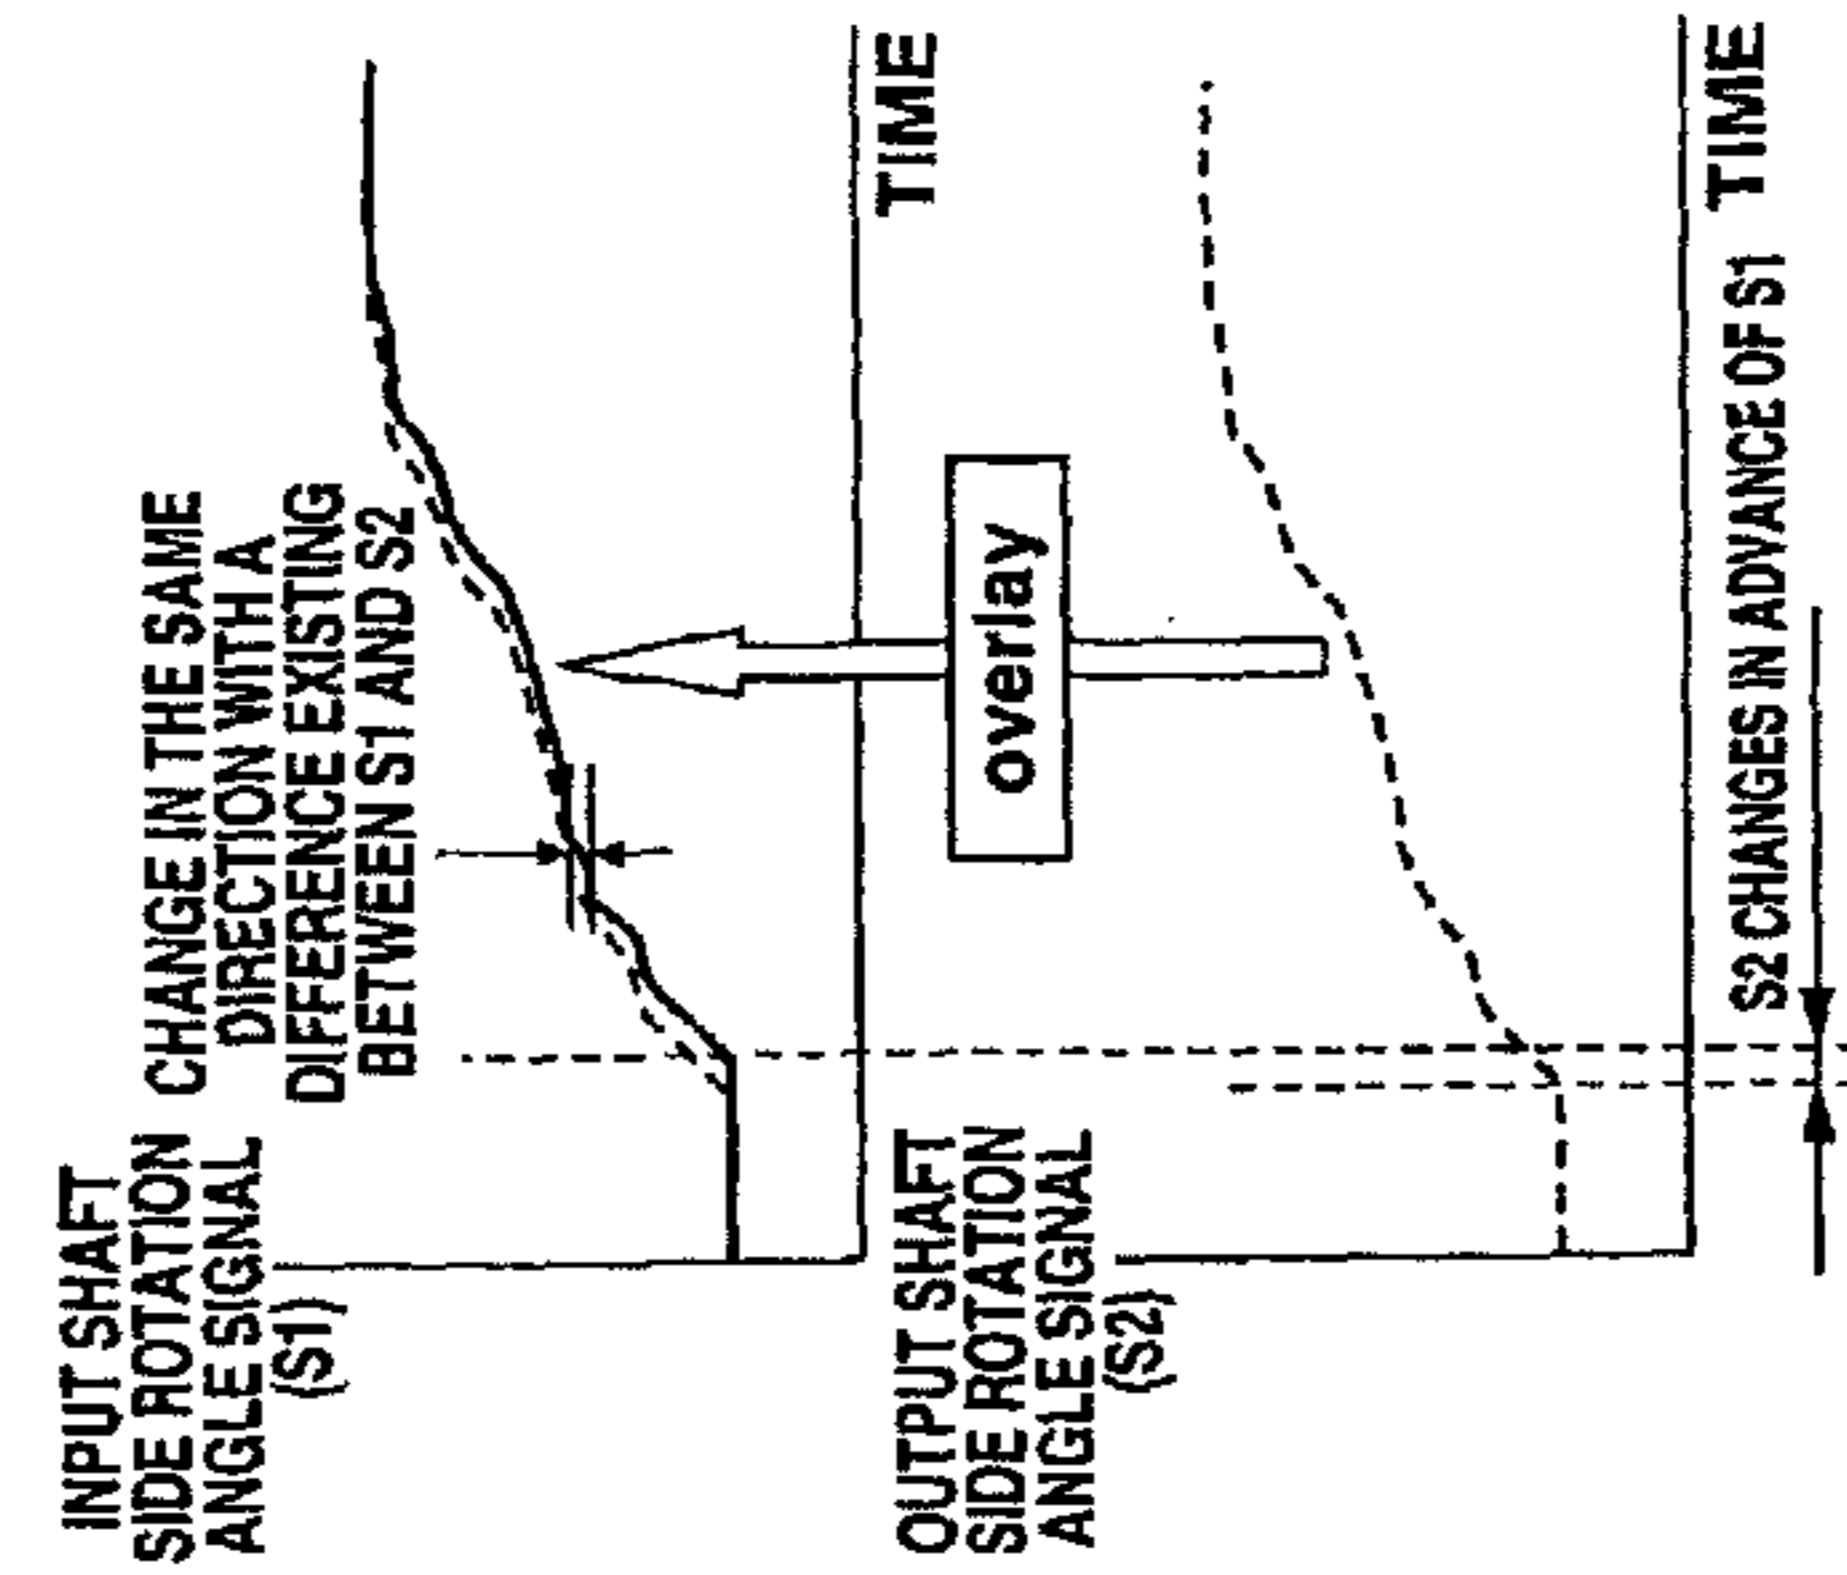 INPUT SHAFT
SIDE ROTATION
ANGLE SIGNAL
(S1)
CHANGE IN THE SAME
DIRECTION WITH A
DIFFERENCE EXISTING
BETWEEN S1 AND S2
TIME
overlay
OUTPUT SHAFT
SIDE ROTATION
ANGLE SIGNAL
(S2)
TIME
S2 CHANGES IN ADVANCE OF S1